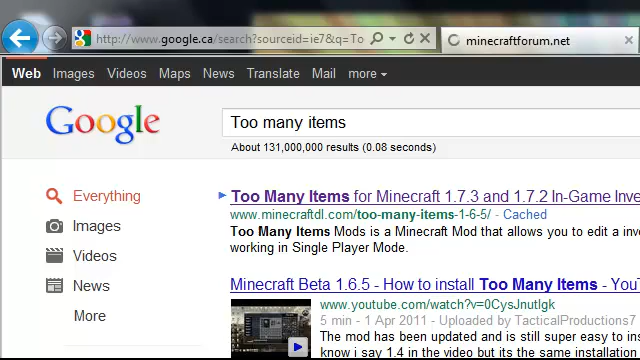 http://www.google.ca/search?sourceid=ie7&q=To
minecraftforum.net
Web Images Videos Maps News Translate Mail more
Google
Too many items
About 131,000,000 results (0.08 seconds)
Everything
Images
Videos
News
More
Too Many Items for Minecraft 1.7.3 and 1.7.2 In-Game Inve
www.minecraftdl.com/too-many-items-1-6-5/ - Cached
Too Many Items Mods is a Minecraft Mod that allows you to edit a inve
working in Single Player Mode.
Minecraft Beta 1.6.5 - How to install Too Many Items - You
www.youtube.com/watch?v=0CysJnutIgk
5 min - 1 Apr 2011 - Uploaded by TacticalProductions7
The mod has been updated and is still super easy to ins
know i say 1.4 in the video but its the same installation